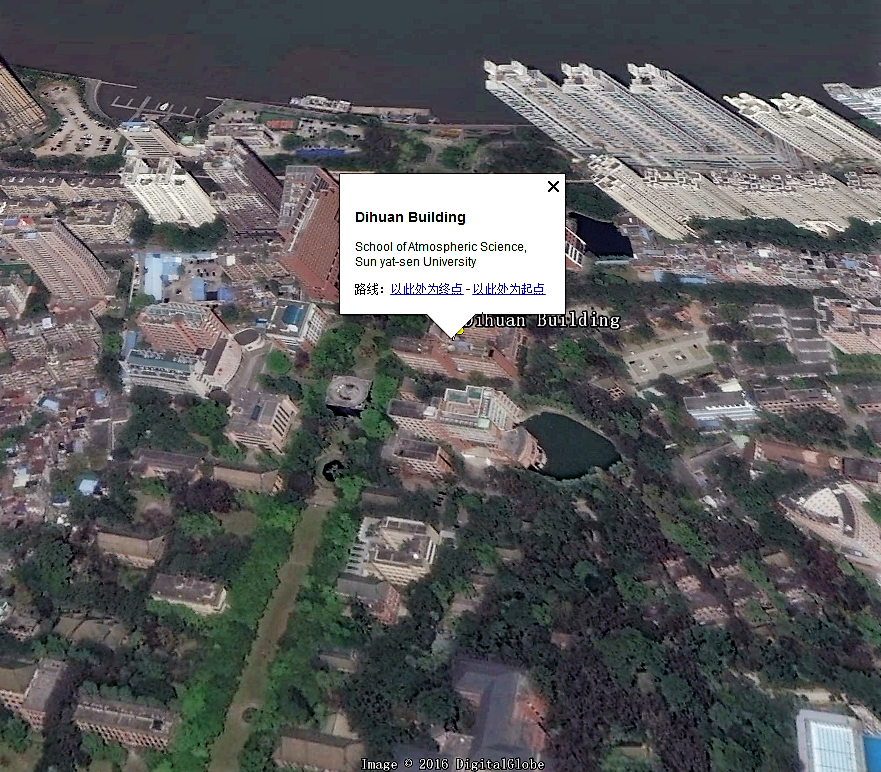 Dihuan Building
School of Atmospheric Science,
Sun yat-sen University
路线：以此处为终点 - 以此处为起点
Dihuan Building
Image © 2016 DigitalGlobe